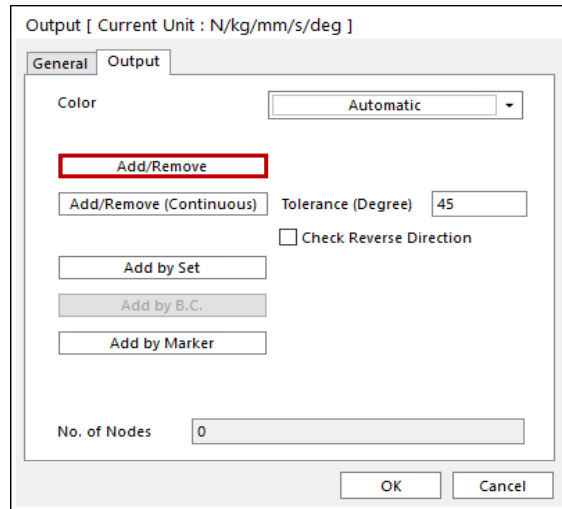 Output [ Current Unit : N/kg/mm/s/deg ]
General Output
Color Automatic
Add/Remove
Add/Remove (Continuous) Tolerance (Degree) 45
Check Reverse Direction
Add by Set
Add by B.C.
Add by Marker
No. of Nodes 0
OK Cancel